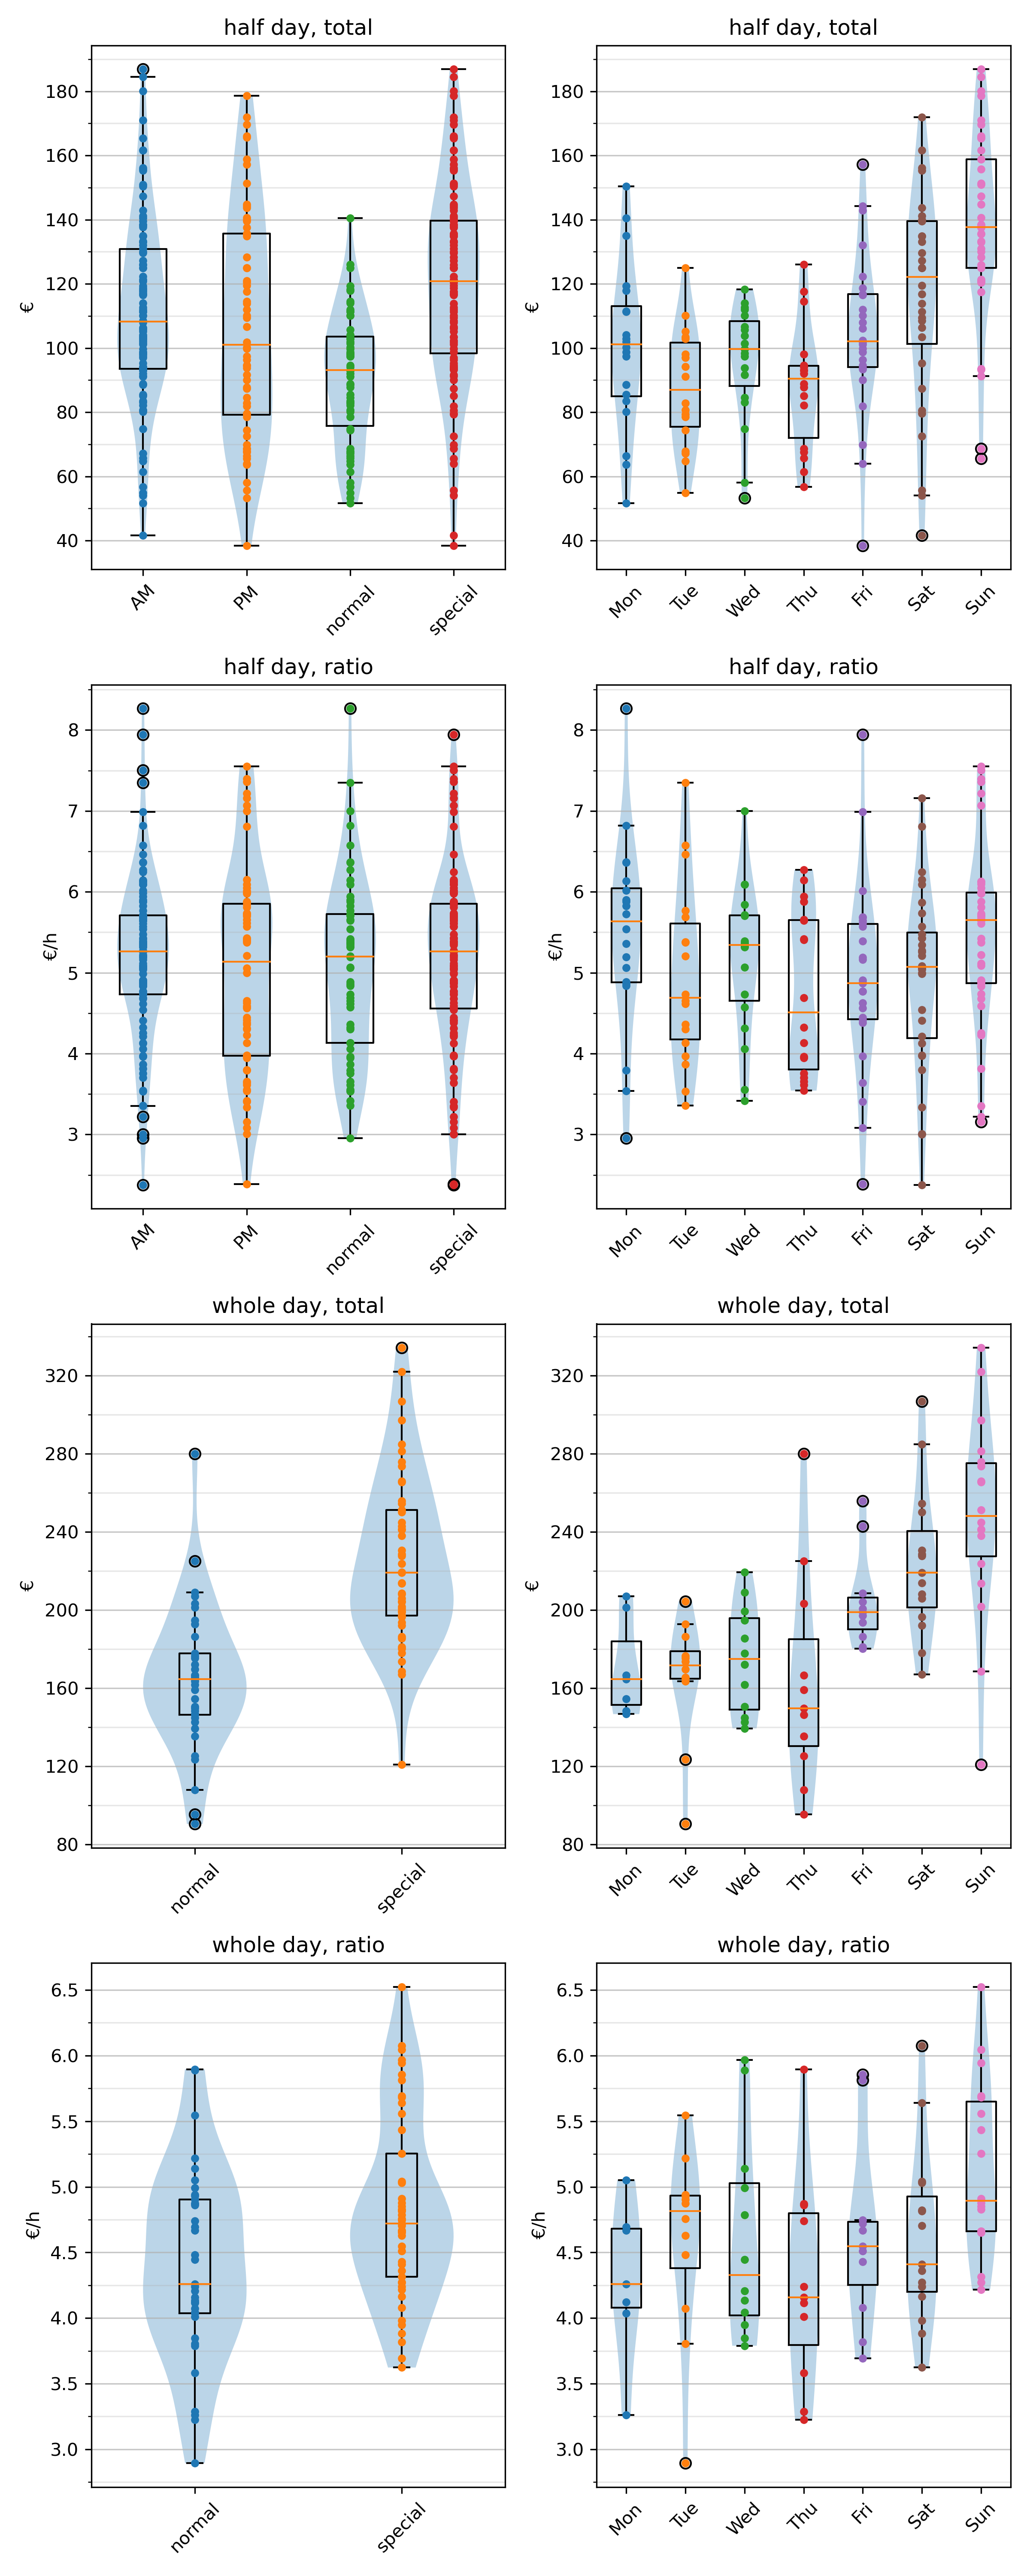 half day, total
half day, total
€
180
160
140
120
100
80
60
40
AM
PM
normal
special
€
180
160
140
120
100
80
60
40
Mon
Tue
Wed
Thu
Fri
Sat
Sun
half day, ratio
half day, ratio
€/h
8
7
6
5
4
3
AM
PM
normal
special
€/h
8
7
6
5
4
3
Mon
Tue
Wed
Thu
Fri
Sat
Sun
whole day, total
whole day, total
€
320
280
240
200
160
120
80
normal
special
€
320
280
240
200
160
120
80
Mon
Tue
Wed
Thu
Fri
Sat
Sun
whole day, ratio
whole day, ratio
€/h
6.5
6.0
5.5
5.0
4.5
4.0
3.5
3.0
normal
special
€/h
6.5
6.0
5.5
5.0
4.5
4.0
3.5
3.0
Mon
Tue
Wed
Thu
Fri
Sat
Sun